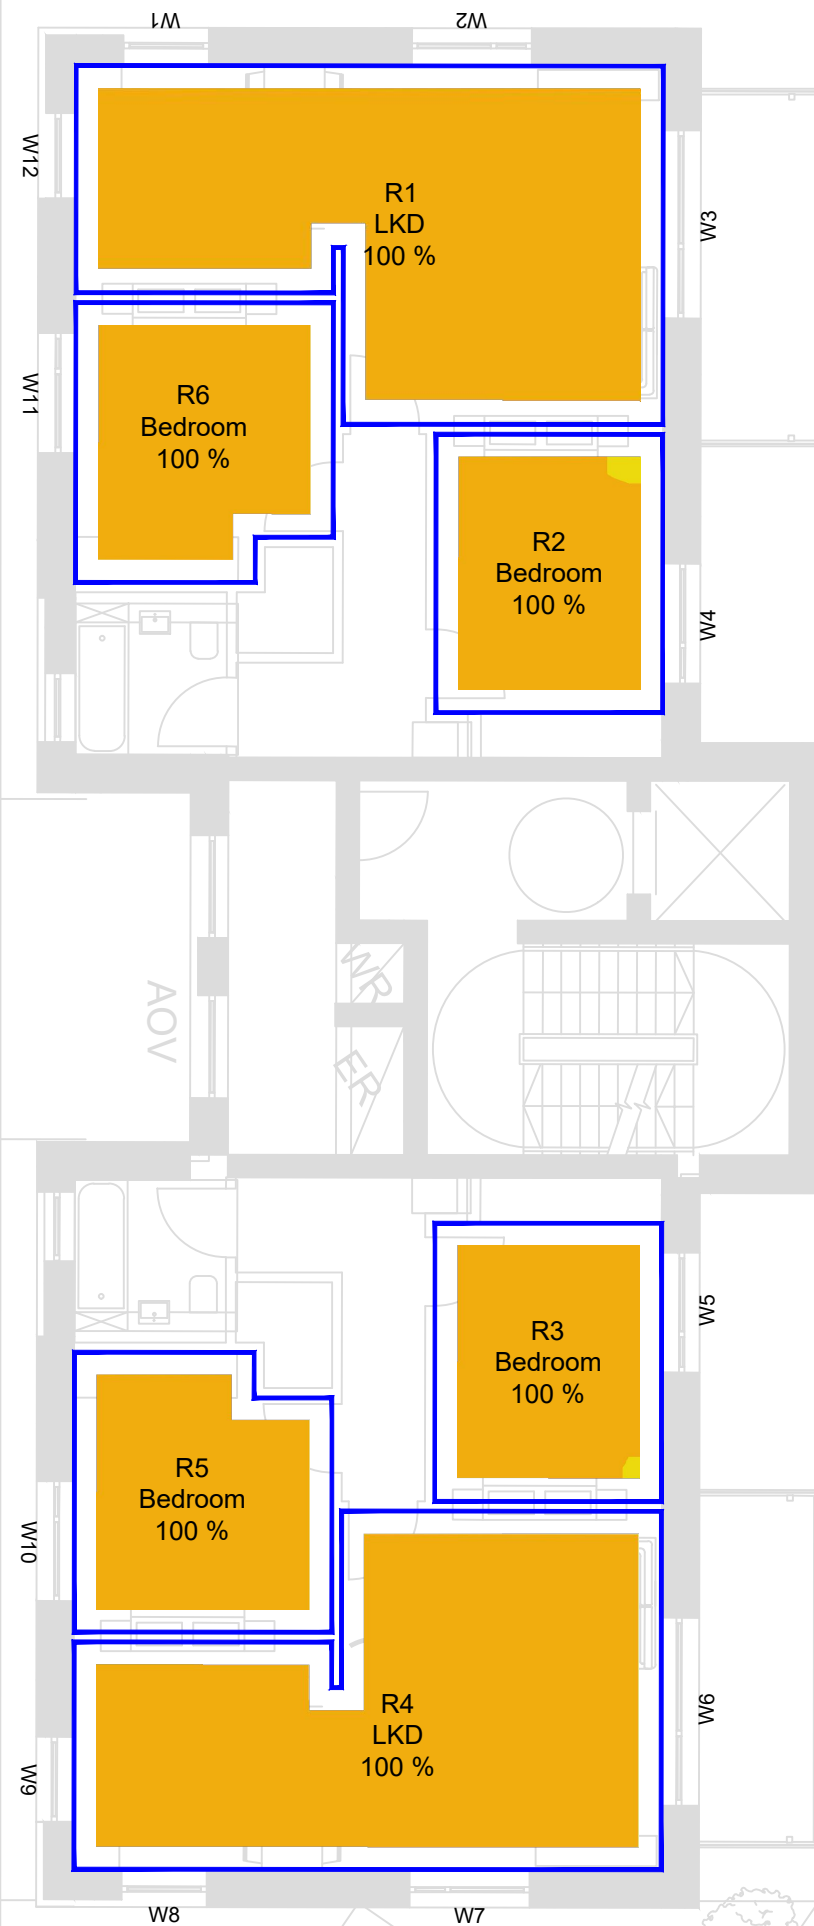 W1
W2
W12
R1
LKD
100 %
W3
W11
R6
Bedroom
100 %
R2
Bedroom
100 %
W4
WR
AOV
ER
W5
R3
Bedroom
100 %
R5
Bedroom
100 %
W10
R4
LKD
100 %
W6
W9
W8
W7